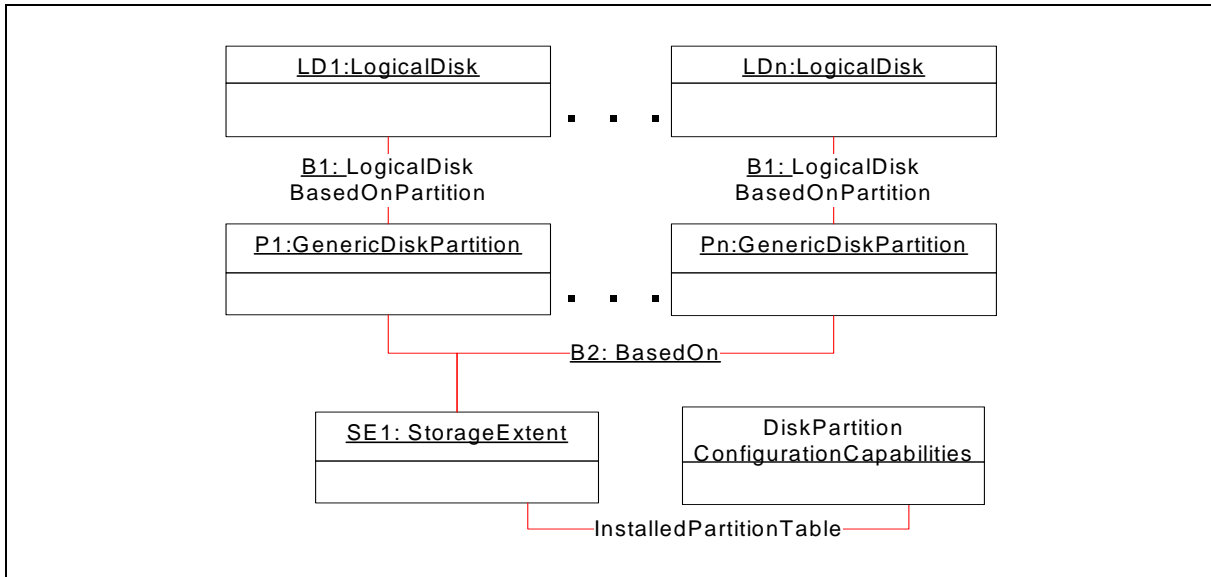 LD1:LogicalDisk
LDn:LogicalDisk
B1: LogicalDisk
BasedOnPartition
B1: LogicalDisk
BasedOnPartition
P1:GenericDiskPartition
Pn:GenericDiskPartition
B2: BasedOn
SE1: StorageExtent
DiskPartition
ConfigurationCapabilities
InstalledPartitionTable